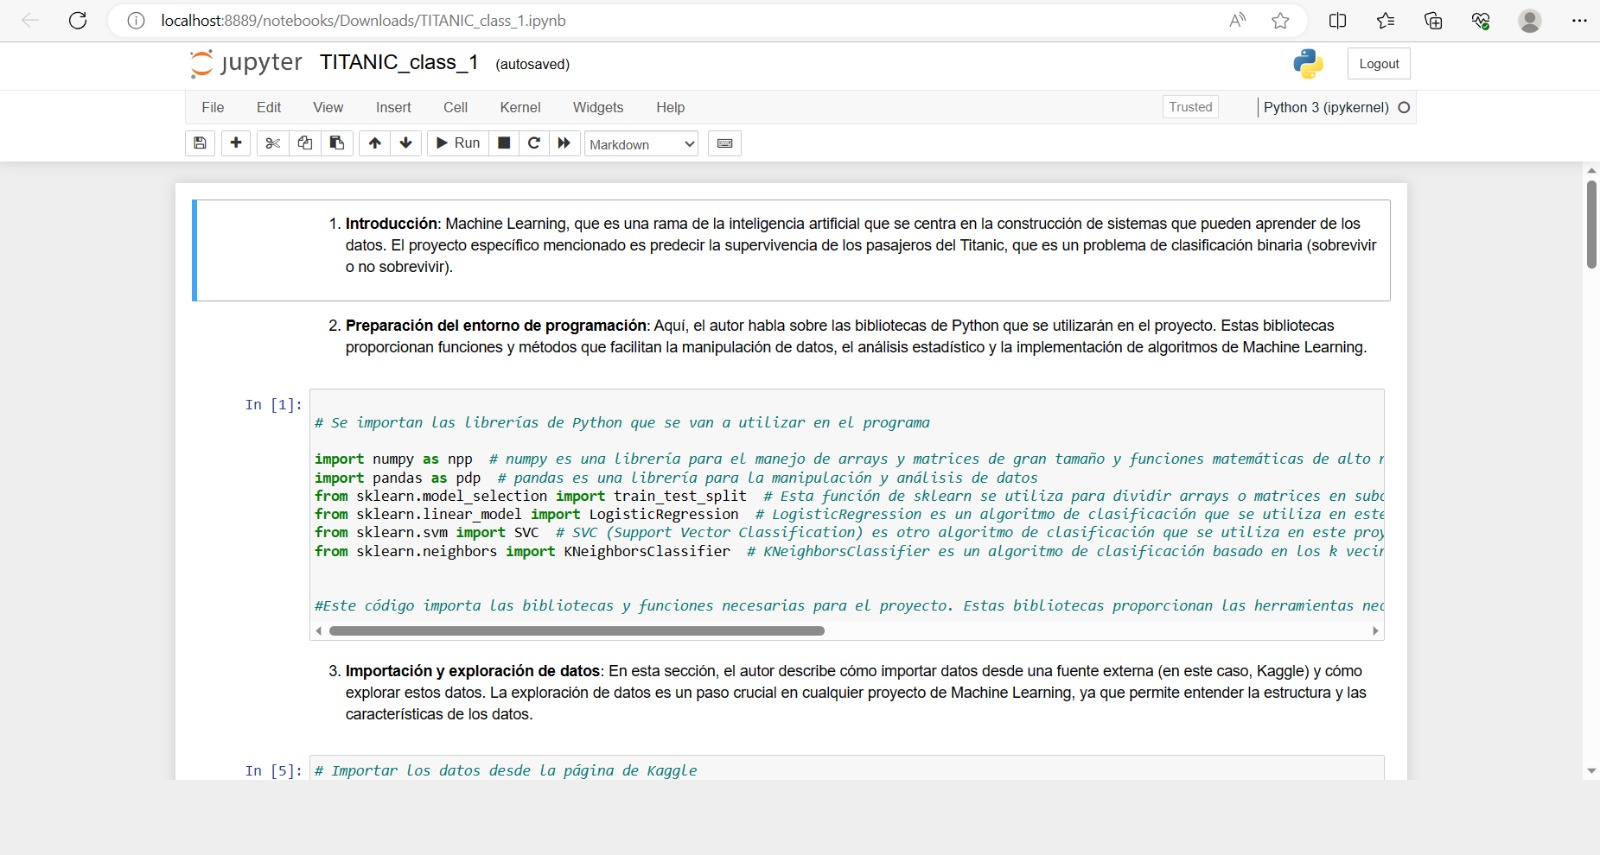 localhost:8889/notebooks/Downloads/TITANIC_class_1.ipynb
jupyter TITANIC_class_1 (autosaved)
Logout
File Edit View Insert Cell Kernel Widgets Help
Trusted
Python 3 (ipykernel)
Run
Markdown
1. Introducción: Machine Learning, que es una rama de la inteligencia artificial que se centra en la construcción de sistemas que pueden aprender de los
datos. El proyecto específico mencionado es predecir la supervivencia de los pasajeros del Titanic, que es un problema de clasificación binaria (sobrevivir
o no sobrevivir).
2. Preparación del entorno de programación: Aquí, el autor habla sobre las bibliotecas de Python que se utilizarán en el proyecto. Estas bibliotecas
proporcionan funciones y métodos que facilitan la manipulación de datos, el análisis estadístico y la implementación de algoritmos de Machine Learning.
In [1]:
# Se importan las librerías de Python que se van a utilizar en el programa
import numpy as npp # numpy es una librería para el manejo de arrays y matrices de gran tamaño y funciones matemáticas de alto
import pandas as pdp # pandas es una librería para la manipulación y análisis de datos
from sklearn.model_selection import train_test_split # Esta función de sklearn se utiliza para dividir arrays o matrices en
from sklearn.linear_model import LogisticRegression # LogisticRegression es un algoritmo de clasificación que se utiliza en este
from sklearn.svm import SVC # SVC (Support Vector Classification) es otro algoritmo de clasificación que se utiliza en este
from sklearn.neighbors import KNeighborsClassifier # KNeighborsClassifier es un algoritmo de clasificación basado en los k
#Este código importa las bibliotecas y funciones necesarias para el proyecto. Estas bibliotecas proporcionan las herramientas
3. Importación y exploración de datos: En esta sección, el autor describe cómo importar datos desde una fuente externa (en este caso, Kaggle) y cómo
explorar estos datos. La exploración de datos es un paso crucial en cualquier proyecto de Machine Learning, ya que permite entender la estructura y las
características de los datos.
In [5]: # Importar los datos desde la página de Kaggle